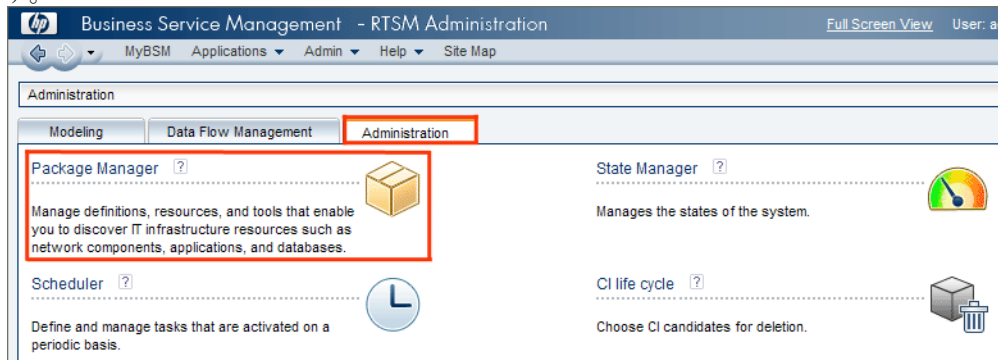 ) 。
hp Business Service Management - RTSM Administration Full Screen View User: a
MyBSM Applications Admin Help Site Map
Administration
Modeling Data Flow Management Administration
Package Manager ? State Manager ?
Manage definitions, resources, and tools that enable
you to discover IT infrastructure resources such as
network components, applications, and databases.
Manages the states of the system.
Scheduler ? CI life cycle ?
Define and manage tasks that are activated on a
periodic basis.
Choose CI candidates for deletion.